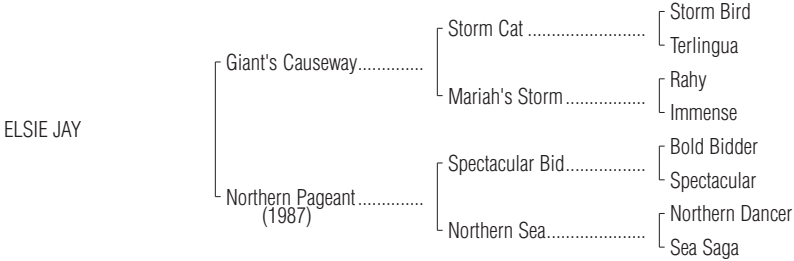 Storm Bird
Storm Cat ........................
Terlingua
Giant's Causeway..............
Rahy
Mariah's Storm.................
Immense
ELSIE JAY
Bold Bidder
Spectacular Bid.................
Spectacular
Northern Pageant..............
(1987)
Northern Dancer
Northern Sea.....................
Sea Saga